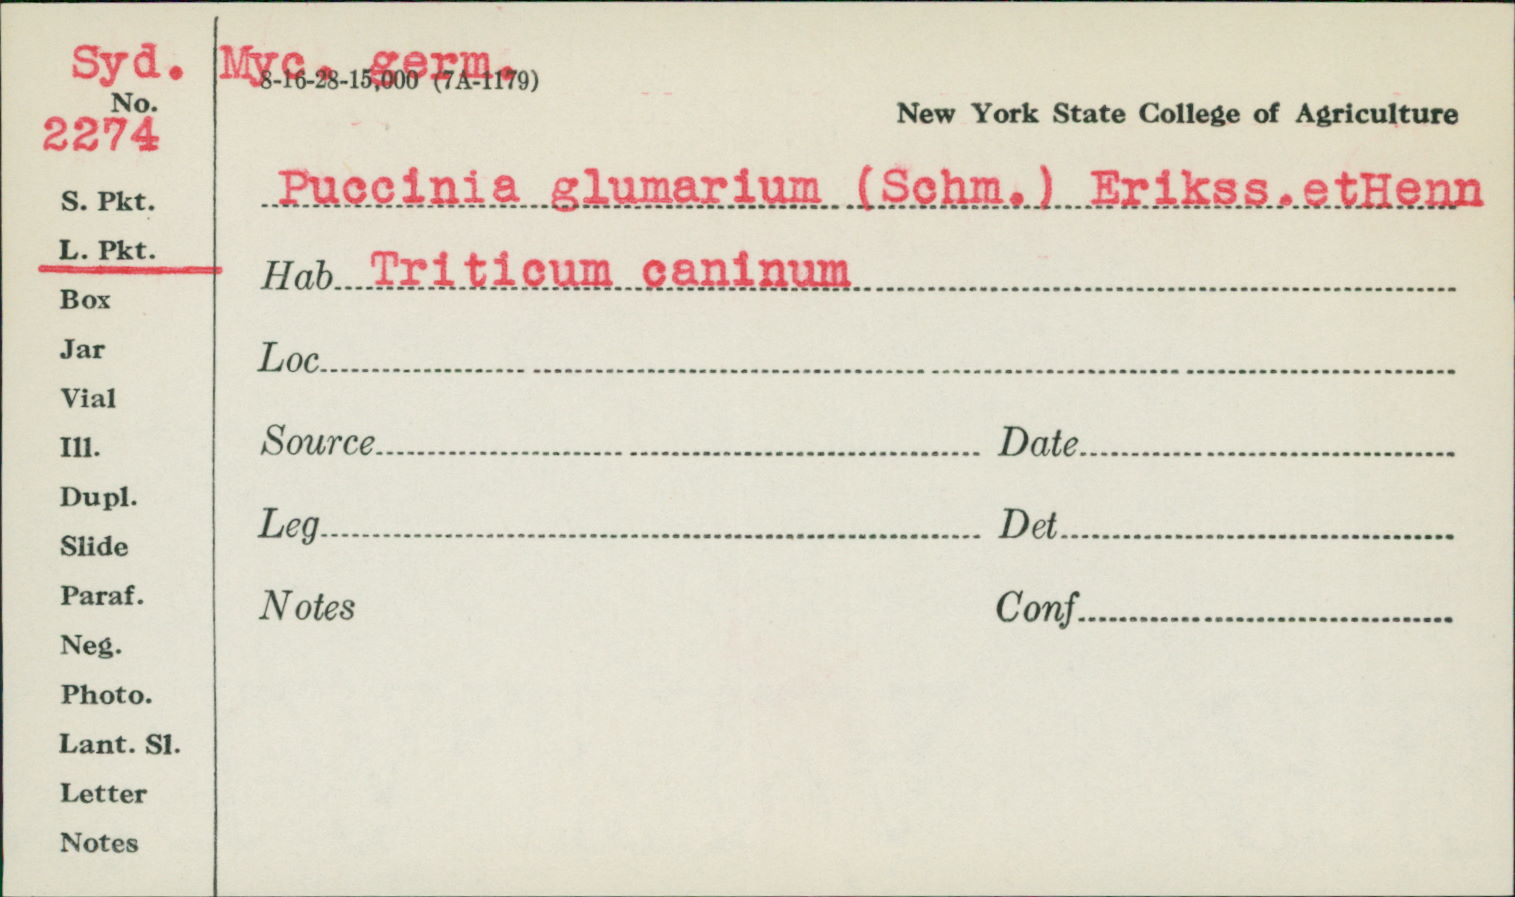 Syd. Myc. germ.
8-16-28-15,000 (7A-1179)
No.
2274
New York State College of Agriculture
Puccinia glumarium (Schm.) Erikss.etHenn
Hab Triticum caninum
Loc
Source
Date
Leg
Det
Notes
Conf
S. Pkt.
L. Pkt.
Box
Jar
Vial
Ill.
Dupl.
Slide
Paraf.
Neg.
Photo.
Lant. Sl.
Letter
Notes